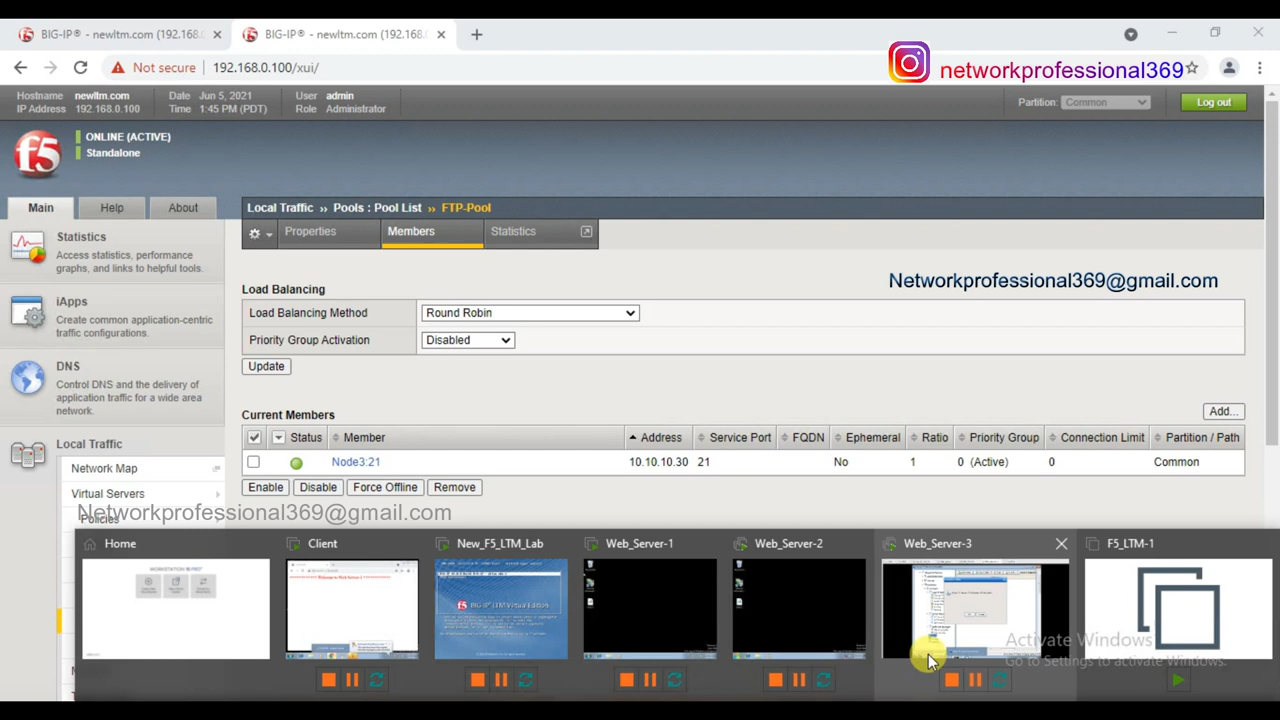 BIG-IP® - newltm.com (192.168.
BIG-IP® - newltm.com (192.168.
Not secure 192.168.0.100/xui/
networkprofessional369
Hostname newltm.com Date Jun 5, 2021 User admin
IP Address 192.168.0.100 Time 1:45 PM (PDT) Role Administrator
Partition: Common Log out
f5
ONLINE (ACTIVE)
Standalone
Main Help About
Local Traffic ›› Pools : Pool List ›› FTP-Pool
Properties Members Statistics
Statistics
Access statistics, performance
graphs, and links to helpful tools.
iApps
Create common application-centric
traffic configurations.
DNS
Control DNS and the delivery of
application traffic for a wide area
network.
Local Traffic
Network Map
Virtual Servers
Policies
Networkprofessional369@gmail.com
Load Balancing
Load Balancing Method Round Robin
Priority Group Activation Disabled
Update
Current Members Add...
Status Member Address Service Port FQDN Ephemeral Ratio Priority Group Connection Limit Partition / Path
Node3:21 10.10.10.30 21 No 1 0 (Active) 0 Common
Enable Disable Force Offline Remove
Networkprofessional369@gmail.com
Home Client New_F5_LTM_Lab Web_Server-1 Web_Server-2 Web_Server-3 F5_LTM-1
BIG-IP LTM Virtual Edition
Activate Windows
Go to Settings to activate Windows.